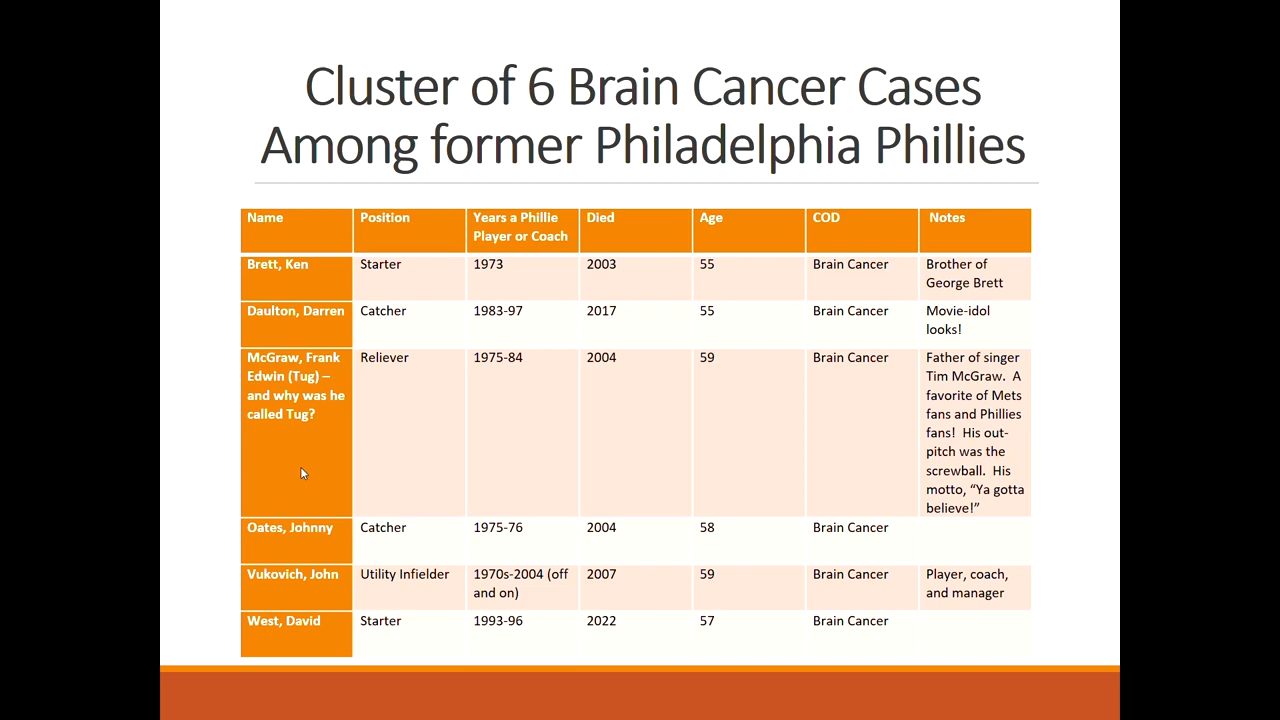 Cluster of 6 Brain Cancer Cases
Among former Philadelphia Phillies
Name
Position
Years a Phillie
Player or Coach
Died
Age
COD
Notes
Brett, Ken
Starter
1973
2003
55
Brain Cancer
Brother of
George Brett
Daulton, Darren
Catcher
1983-97
2017
55
Brain Cancer
Movie-idol
looks!
McGraw, Frank
Edwin (Tug) –
and why was he
called Tug?
Reliever
1975-84
2004
59
Brain Cancer
Father of singer
Tim McGraw.  A
favorite of Mets
fans and Phillies
fans!  His out-
pitch was the
screwball.  His
motto, “Ya gotta
believe!”
Oates, Johnny
Catcher
1975-76
2004
58
Brain Cancer
Vukovich, John
Utility Infielder
1970s-2004 (off
and on)
2007
59
Brain Cancer
Player, coach,
and manager
West, David
Starter
1993-96
2022
57
Brain Cancer